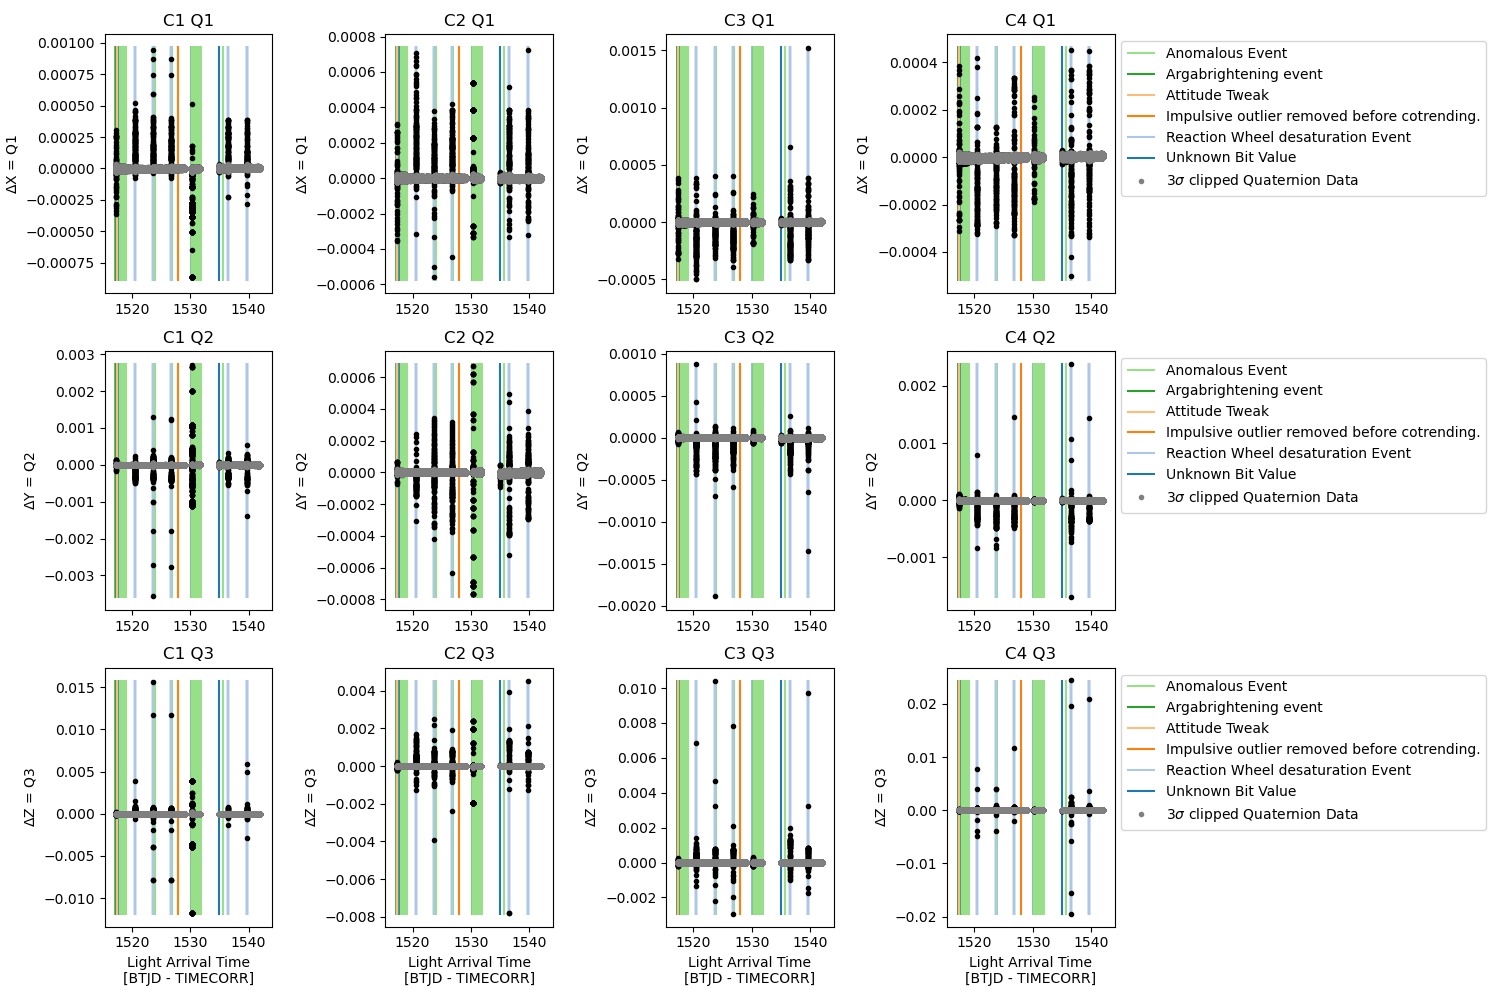 C1 Q1
C2 Q1
C3 Q1
C4 Q1
ΔX = Q1
0.00100
0.00075
0.00050
0.00025
0.00000
−0.00025
−0.00050
−0.00075
1520 1530 1540
ΔX = Q1
0.0008
0.0006
0.0004
0.0002
0.0000
−0.0002
−0.0004
−0.0006
1520 1530 1540
ΔX = Q1
0.0015
0.0010
0.0005
0.0000
−0.0005
1520 1530 1540
ΔX = Q1
0.0004
0.0002
0.0000
−0.0002
−0.0004
1520 1530 1540
Anomalous Event
Argabrightening event
Attitude Tweak
Impulsive outlier removed before cotrending.
Reaction Wheel desaturation Event
Unknown Bit Value
3σ clipped Quaternion Data
C1 Q2
C2 Q2
C3 Q2
C4 Q2
ΔY = Q2
0.003
0.002
0.001
0.000
−0.001
−0.002
−0.003
1520 1530 1540
ΔY = Q2
0.0006
0.0004
0.0002
0.0000
−0.0002
−0.0004
−0.0006
−0.0008
1520 1530 1540
ΔY = Q2
0.0010
0.0005
0.0000
−0.0005
−0.0010
−0.0015
−0.0020
1520 1530 1540
ΔY = Q2
0.002
0.001
0.000
−0.001
1520 1530 1540
Anomalous Event
Argabrightening event
Attitude Tweak
Impulsive outlier removed before cotrending.
Reaction Wheel desaturation Event
Unknown Bit Value
3σ clipped Quaternion Data
C1 Q3
C2 Q3
C3 Q3
C4 Q3
ΔZ = Q3
0.015
0.010
0.005
0.000
−0.005
−0.010
1520 1530 1540
Light Arrival Time
[BTJD - TIMECORR]
ΔZ = Q3
0.004
0.002
0.000
−0.002
−0.004
−0.006
−0.008
1520 1530 1540
Light Arrival Time
[BTJD - TIMECORR]
ΔZ = Q3
0.010
0.008
0.006
0.004
0.002
0.000
−0.002
1520 1530 1540
Light Arrival Time
[BTJD - TIMECORR]
ΔZ = Q3
0.02
0.01
0.00
−0.01
−0.02
1520 1530 1540
Light Arrival Time
[BTJD - TIMECORR]
Anomalous Event
Argabrightening event
Attitude Tweak
Impulsive outlier removed before cotrending.
Reaction Wheel desaturation Event
Unknown Bit Value
3σ clipped Quaternion Data